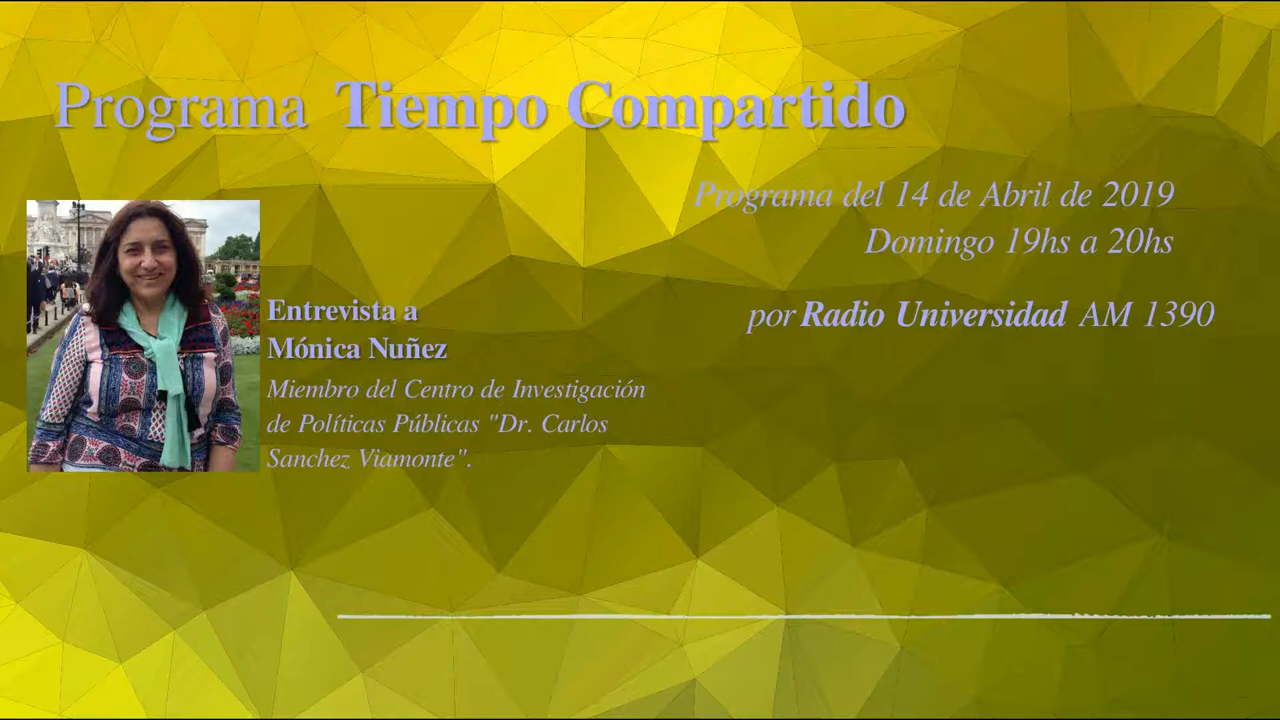 Programa Tiempo Compartido
Programa del 14 de Abril de 2019
Domingo 19hs a 20hs
por Radio Universidad AM 1390
Entrevista a
Mónica Nuñez
Miembro del Centro de Investigación
de Políticas Públicas "Dr. Carlos
Sanchez Viamonte".